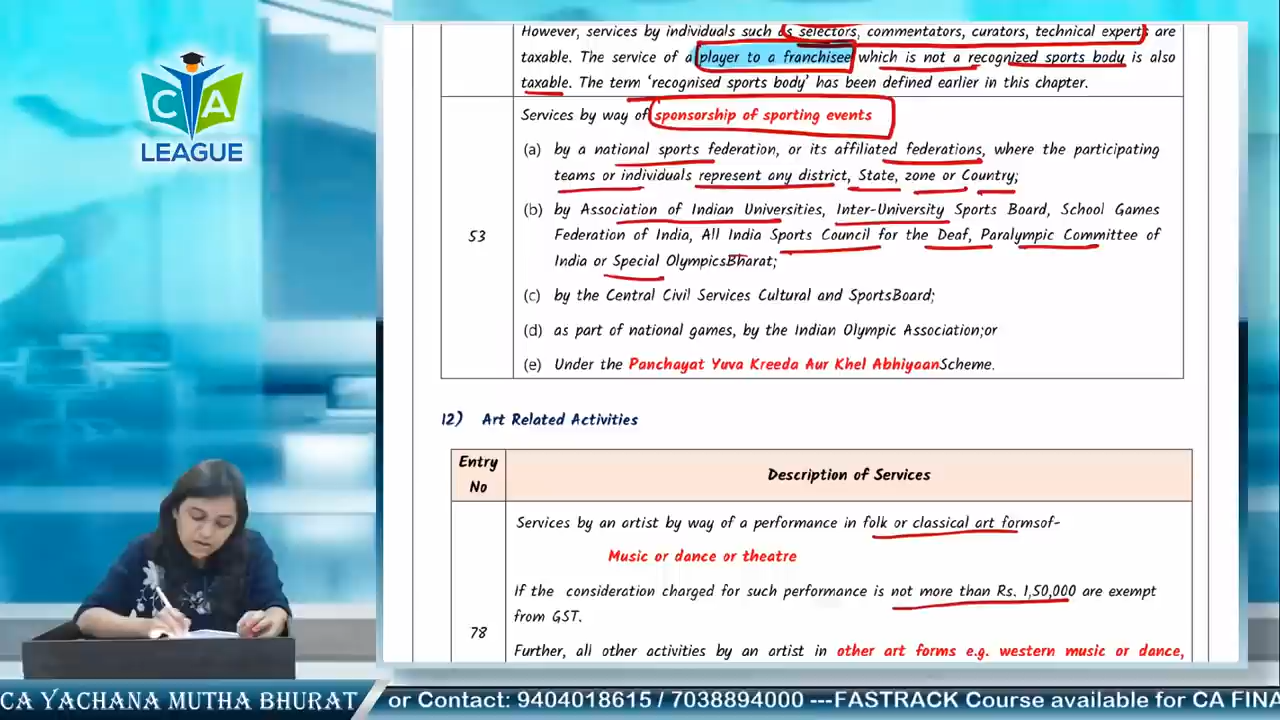 However, services by individuals such as selectors, commentators, curators, technical experts are
taxable. The service of a player to a franchisee which is not a recognized sports body is also
taxable. The term ‘recognised sports body’ has been defined earlier in this chapter.
53
Services by way of sponsorship of sporting events
(a) by a national sports federation, or its affiliated federations, where the participating
teams or individuals represent any district, State, zone or Country;
(b) by Association of Indian Universities, Inter-University Sports Board, School Games
Federation of India, All India Sports Council for the Deaf, Paralympic Committee of
India or Special OlympicsBharat;
(c) by the Central Civil Services Cultural and SportsBoard;
(d) as part of national games, by the Indian Olympic Association;or
(e) Under the Panchayat Yuva Kreeda Aur Khel AbhiyaanScheme.
12) Art Related Activities
Entry
No
Description of Services
78
Services by an artist by way of a performance in folk or classical art formsof-
Music or dance or theatre
If the consideration charged for such performance is not more than Rs. 1,50,000 are exempt
from GST.
Further, all other activities by an artist in other art forms e.g. western music or dance,
CA
LEAGUE
CA YACHANA MUTHA BHURAT
or Contact: 9404018615 / 7038894000 ---FASTRACK Course available for CA FINA